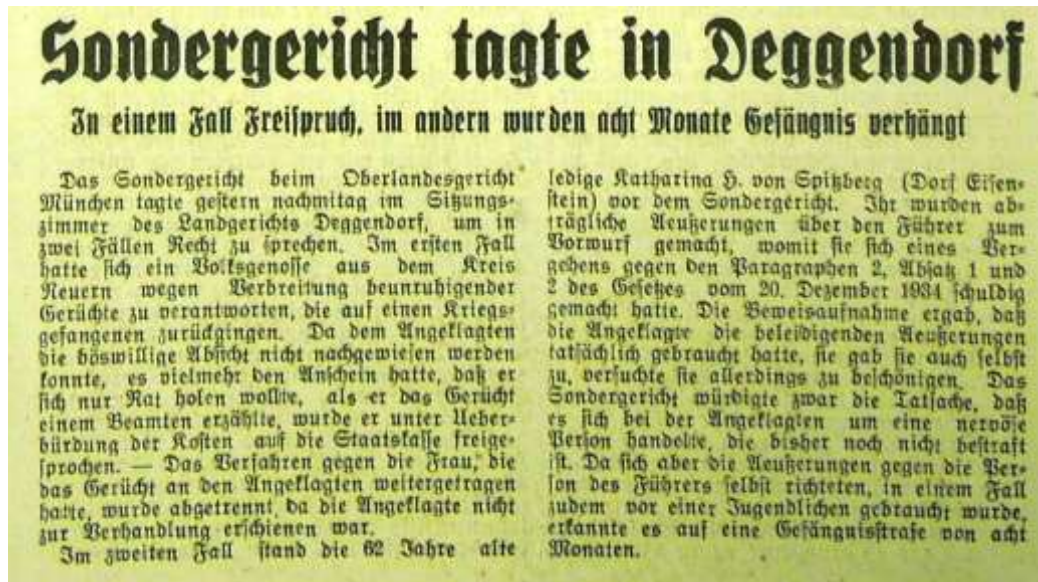 Sondergericht tagte in Deggendorf
In einem Fall Freispruch, im andern wurden acht Monate Gefängnis verhängt
Das Sondergericht beim Oberlandesgericht
München tagte gestern nachmitag im Sitzungs-
zimmer des Landgerichts Deggendorf, um in
zwei Fällen Recht zu sprechen. Im ersten Fall
hatte sich ein Volksgenosse aus dem Kreis
Neuern wegen Verbreitung beunruhigender
Gerüchte zu verantworten, die auf einen Kriegs-
gefangenen zurückgingen. Da dem Angeklagten
die böswillige Absicht nicht nachgewiesen werden
konnte, es vielmehr den Anschein hatte, daß er
sich nur Rat holen wollte, als er das Gerücht
einem Beamten erzählte, wurde er unter Ueber-
bürdung der Kosten auf die Staatskasse freige-
sprochen. — Das Verfahren gegen die Frau, die
das Gerücht an den Angeklagten weitergetragen
hatte, wurde abgetrennt, da die Angeklagte nicht
zur Verhandlung erschienen war.
Im zweiten Fall stand die 62 Jahre alte
ledige Katharina H. von Spitzberg (Dorf Eisen-
stein) vor dem Sondergericht. Ihr wurden ab-
trägliche Aeußerungen über den Führer zum
Vorwurf gemacht, womit sie sich eines Ver-
gehens gegen den Paragraphen 2, Absatz 1 und
2 des Gesetzes vom 20. Dezember 1934 schuldig
gemacht hatte. Die Beweisaufnahme ergab, daß
die Angeklagte die beleidigenden Aeußerungen
tatsächlich gebraucht hatte, sie gab sie auch selbst
zu, versuchte sie allerdings zu beschönigen. Das
Sondergericht würdigte zwar die Tatsache, daß
es sich bei der Angeklagten um eine nervöse
Person handelte, die bisher noch nicht bestraft
ist. Da sich aber die Aeußerungen gegen die Per-
son des Führers selbst richteten, in einem Fall
zudem vor einer Jugendlichen gebraucht wurde,
erkannte es auf eine Gefängnisstrafe von acht
Monaten.